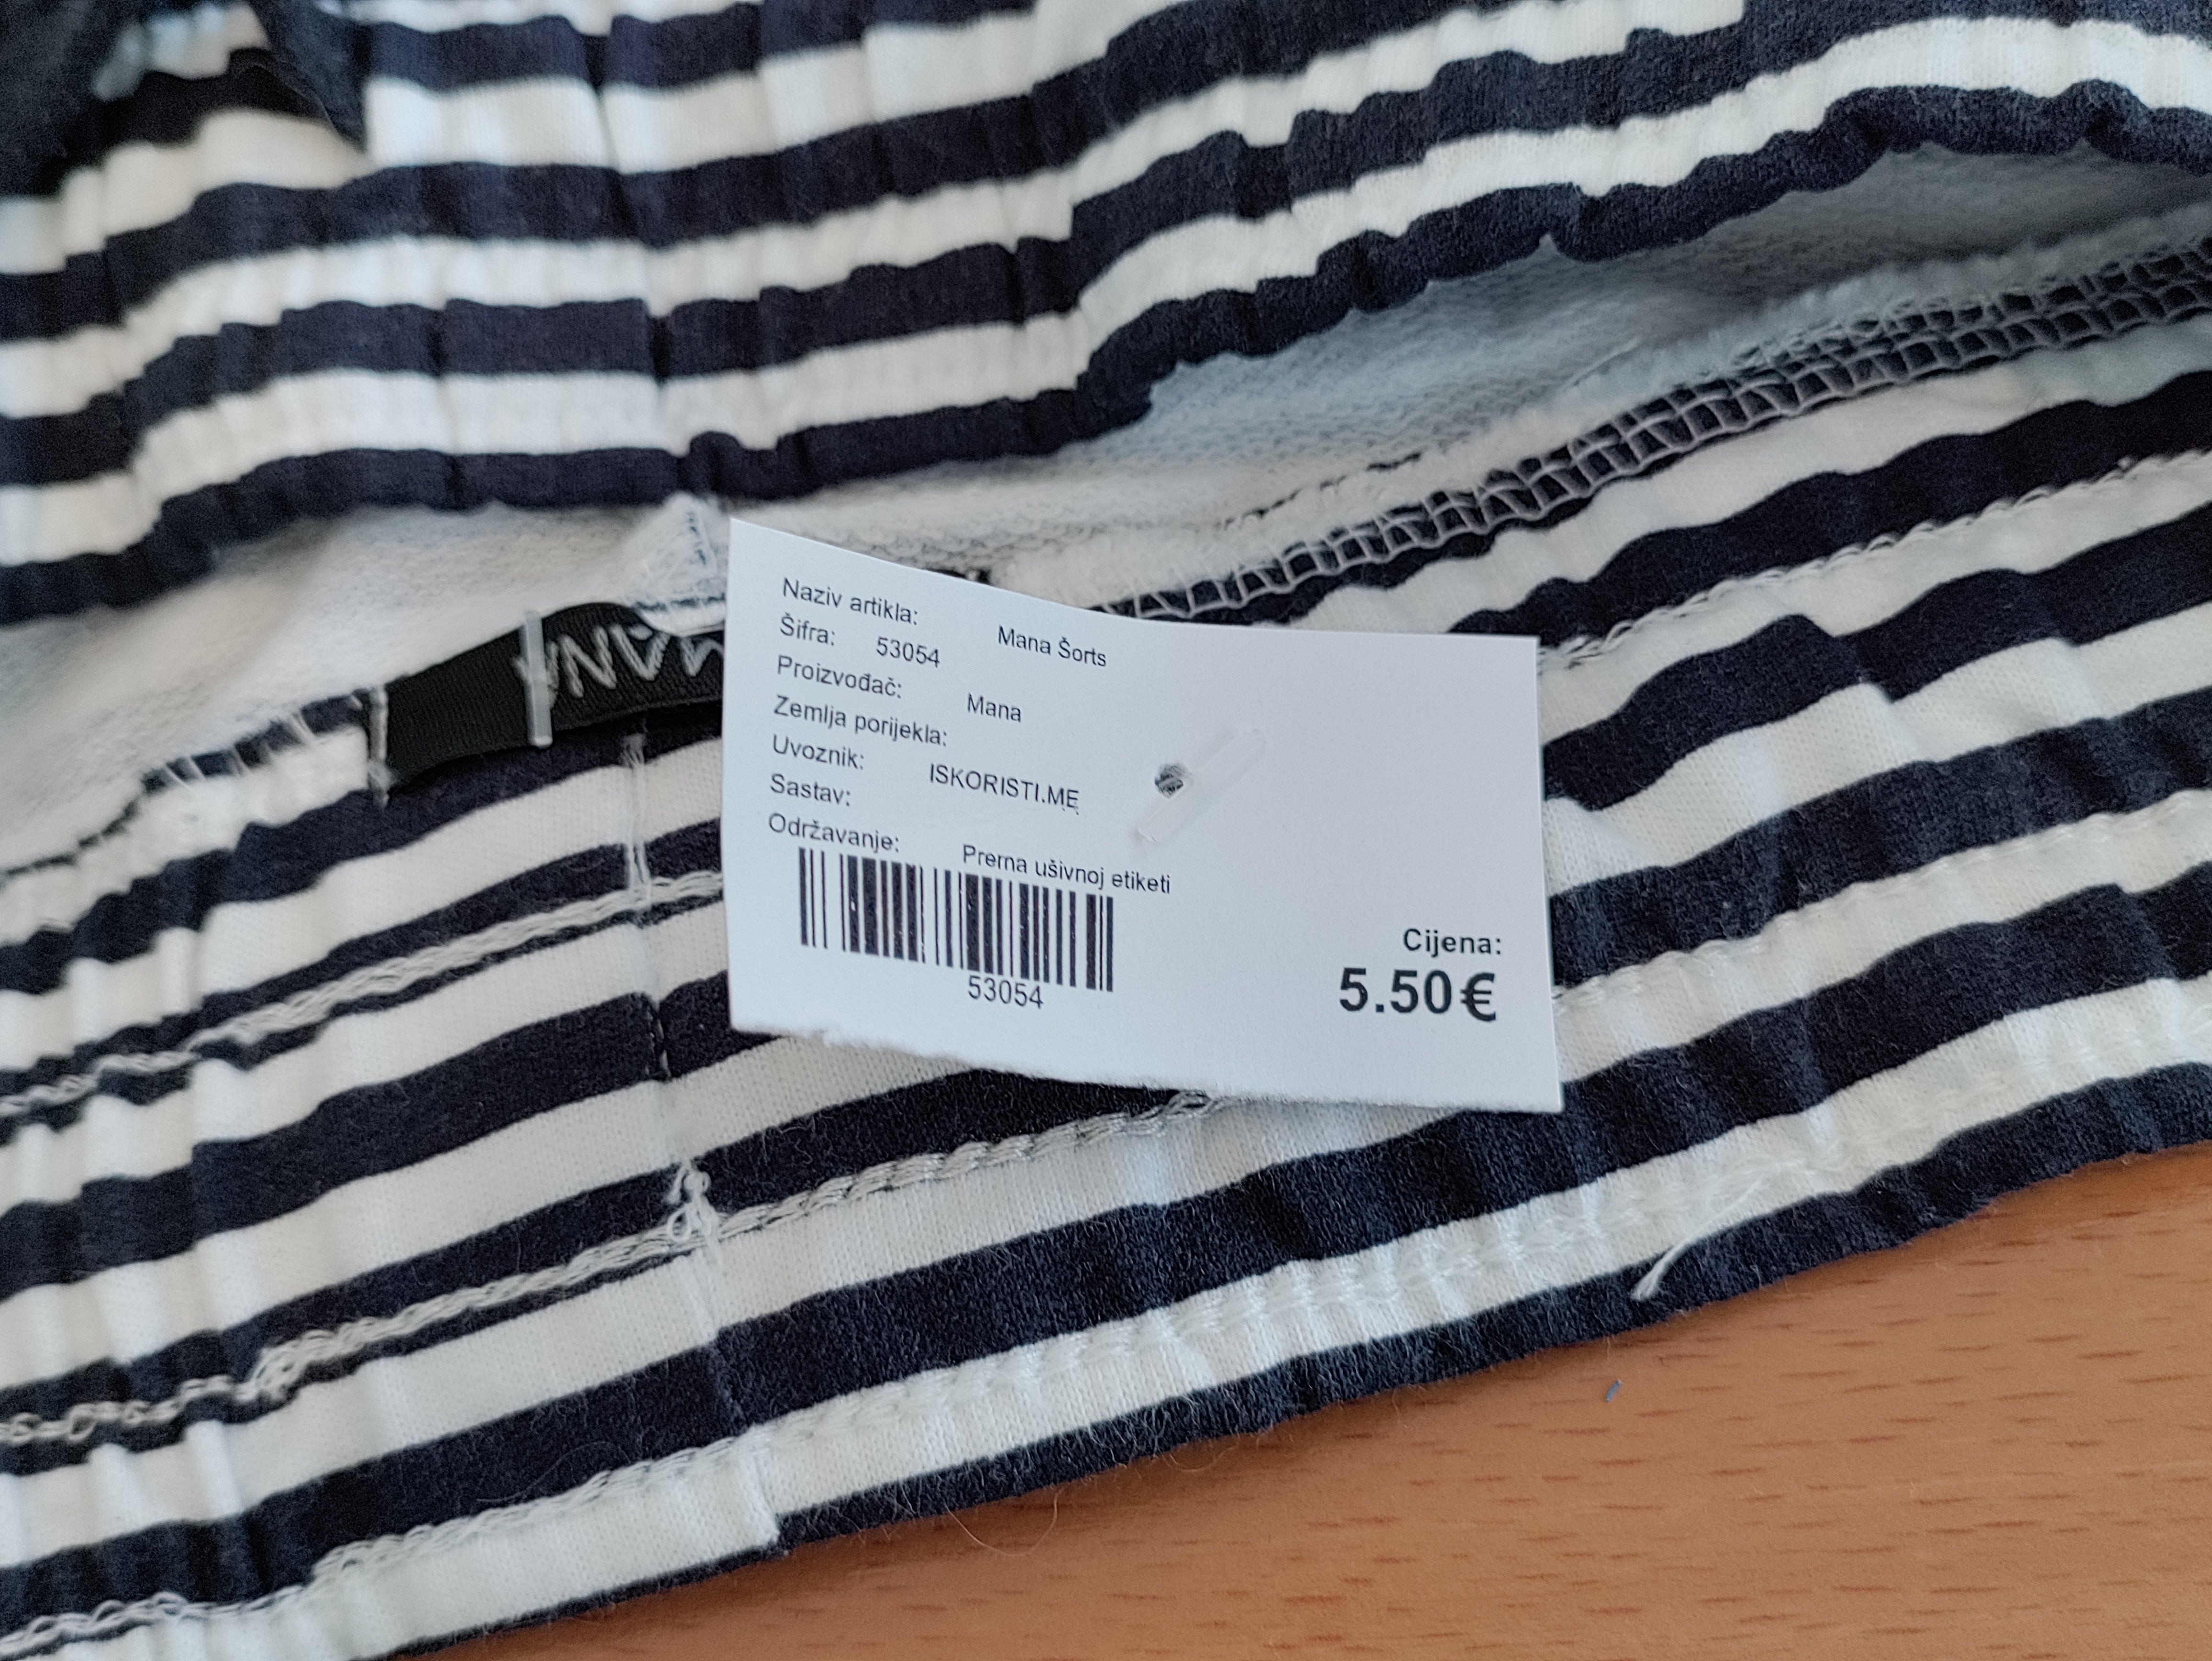 Naziv artikla: Mana Šorts
Šifra: 53054
Proizvođač: Mana
Zemlja porijekla:
Uvoznik: ISKORISTI.ME
Sastav:
Održavanje: Prema ušivnoj etiketi
53054
Cijena:
5.50€
MANA